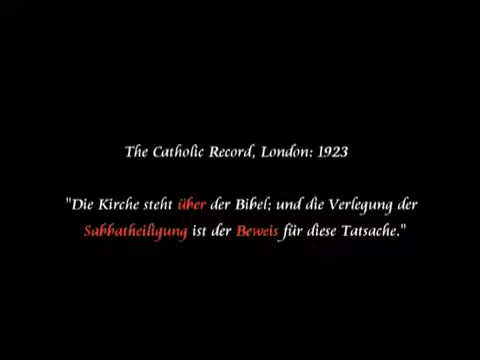 The Catholic Record, London: 1923
"Die Kirche steht über der Bibel; und die Verlegung der
Sabbatheiligung ist der Beweis für diese Tatsache."